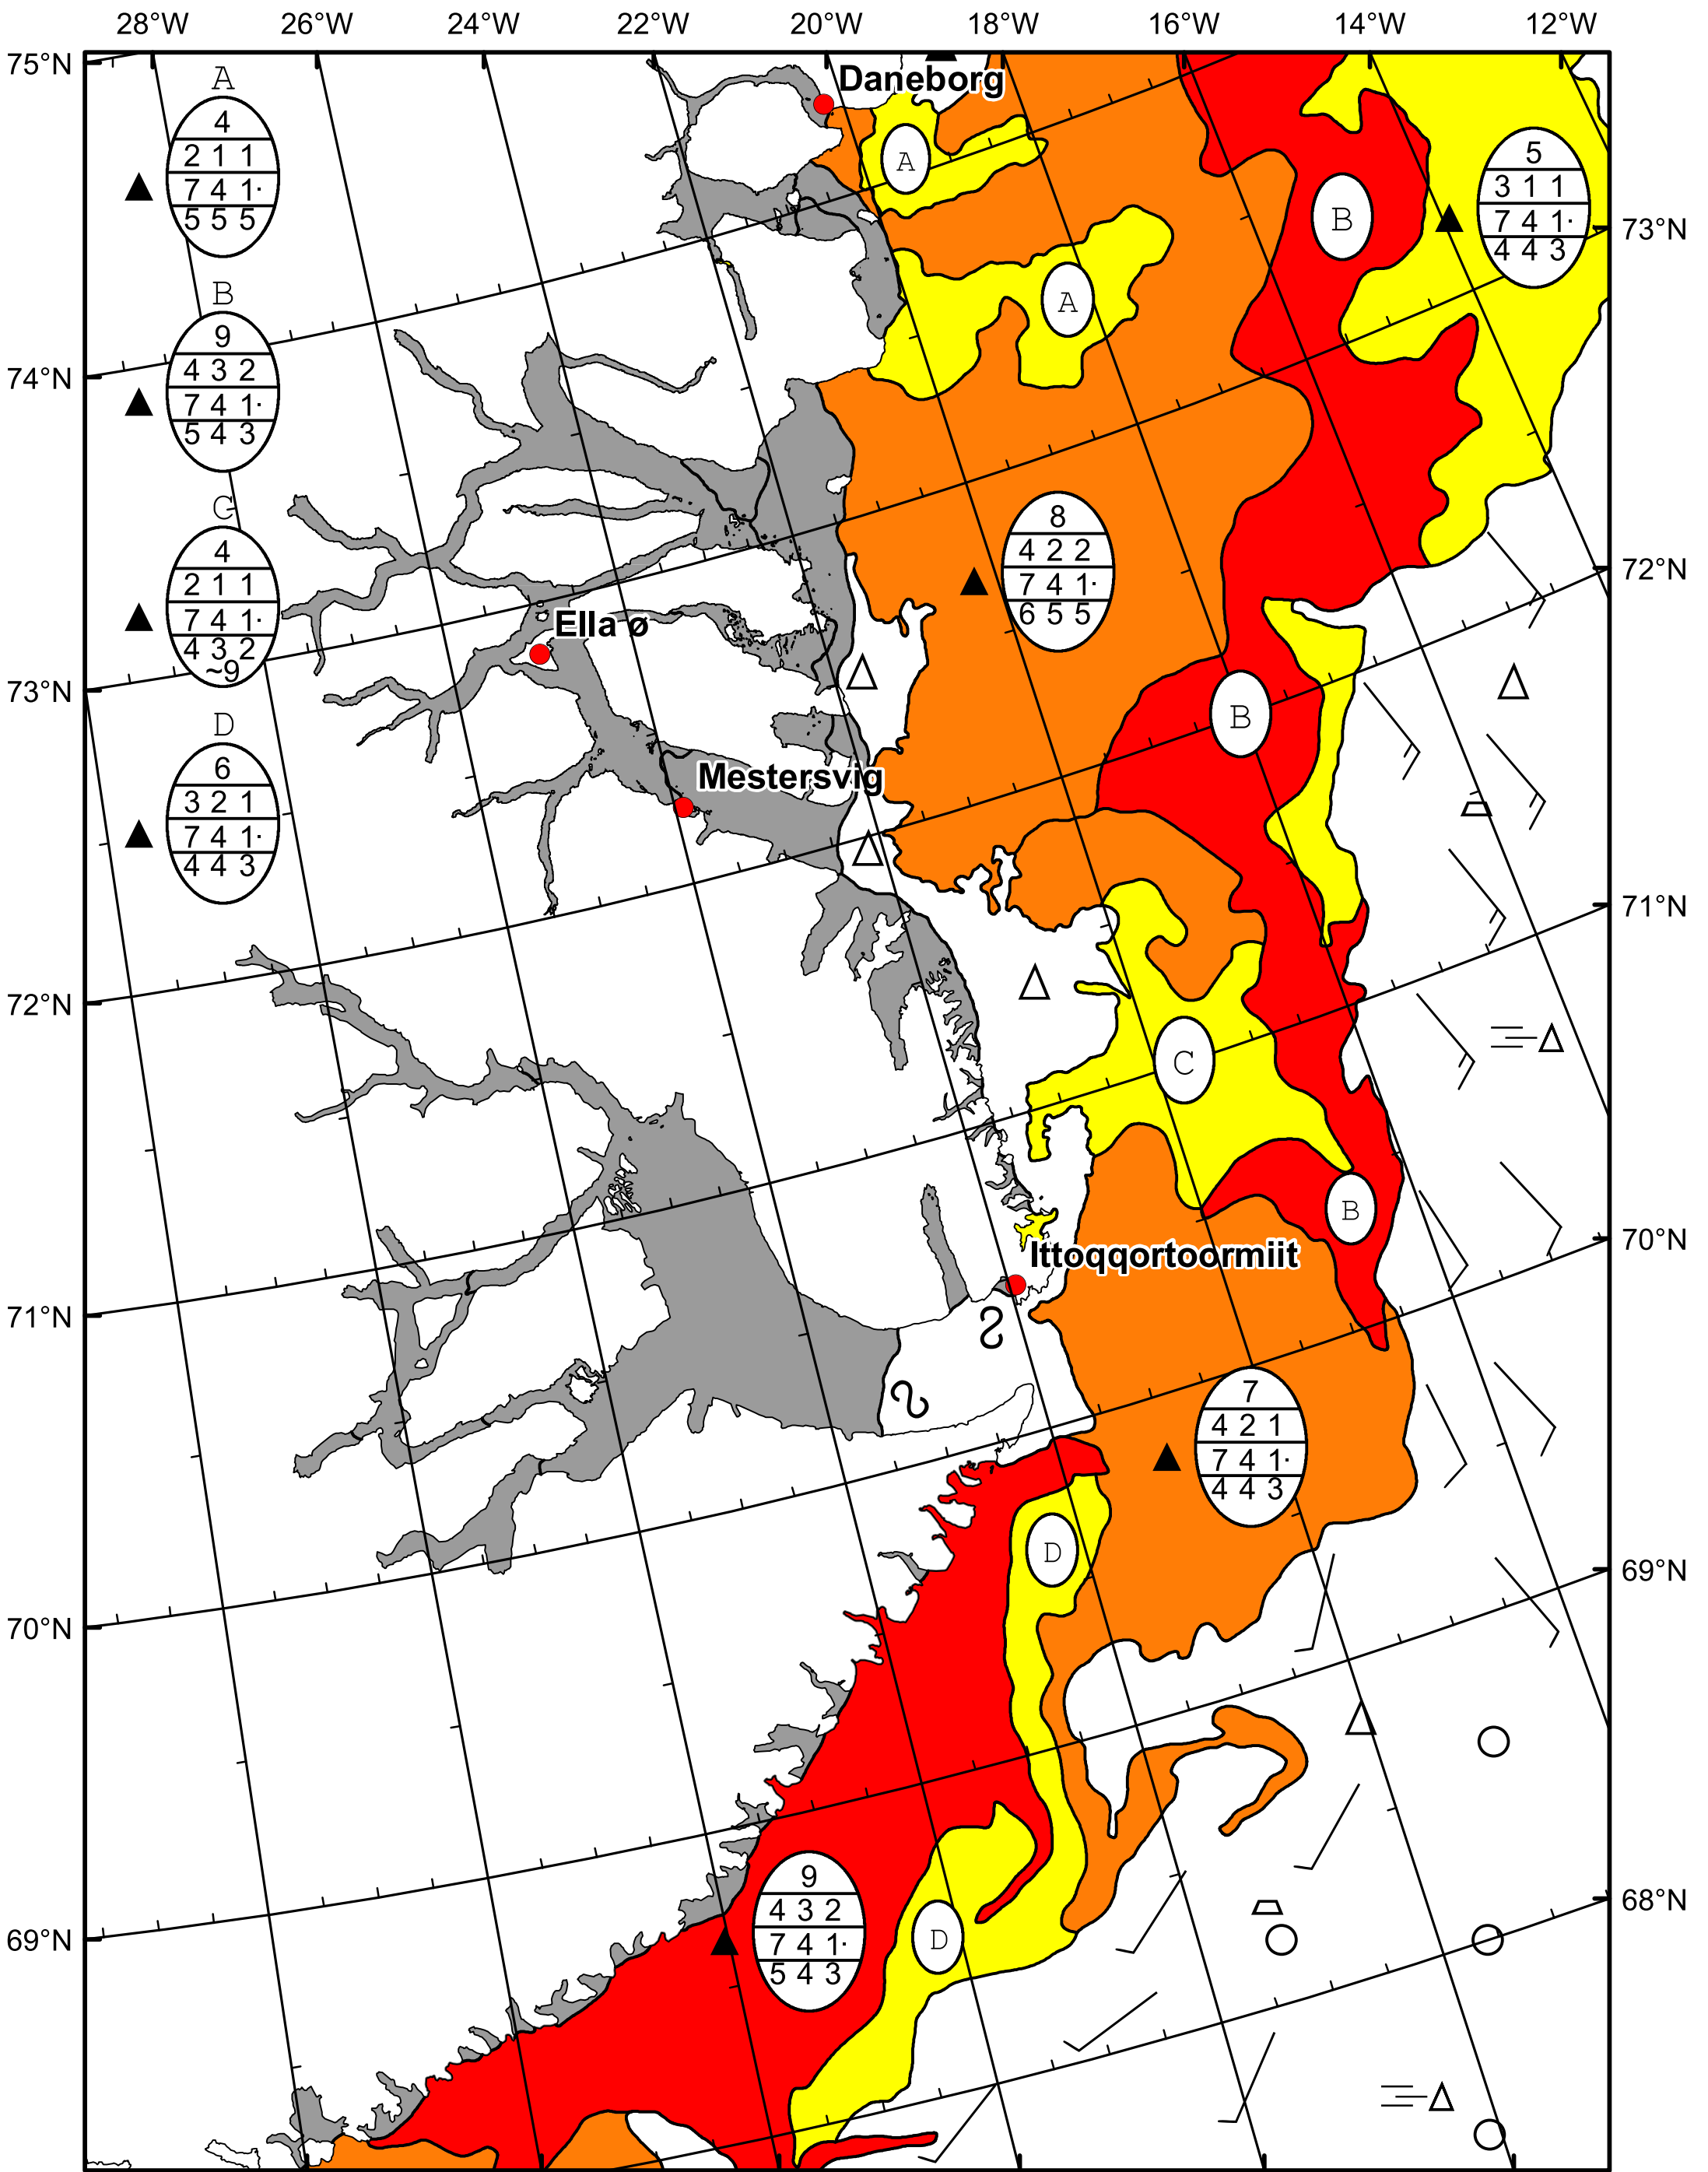 28°W 26°W 24°W 22°W 20°W 18°W 16°W 14°W 12°W
75°N
Daneborg
A
4
2 1 1
7 4 1·
5 5 5
A
B
5
3 1 1
7 4 1·
4 4 3
73°N
B
9
4 3 2
7 4 1·
5 4 3
A
74°N
C
4
2 1 1
7 4 1·
4 3 2
~9
8
4 2 2
7 4 1·
6 5 5
72°N
Ella ø
73°N
B
D
6
3 2 1
7 4 1·
4 4 3
Mestersvig
71°N
72°N
C
B
70°N
Ittoqqortoormiit
71°N
7
4 2 1
7 4 1·
4 4 3
D
69°N
70°N
9
4 3 2
7 4 1·
5 4 3
D
68°N
69°N